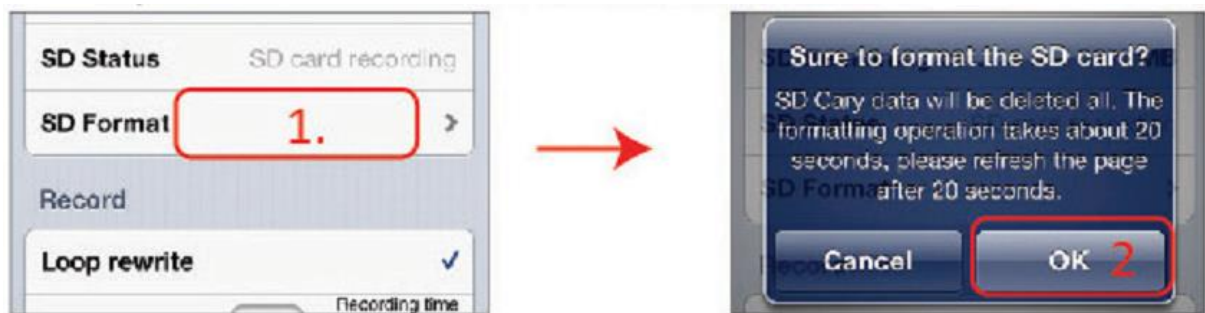 SD Status SD card recording
SD Format 1. >
Record
Loop rewrite ✓
Recording time
Sure to format the SD card?
SD Cary data will be deleted all. The
formatting operation takes about 20
seconds, please refresh the page
after 20 seconds.
Cancel OK 2